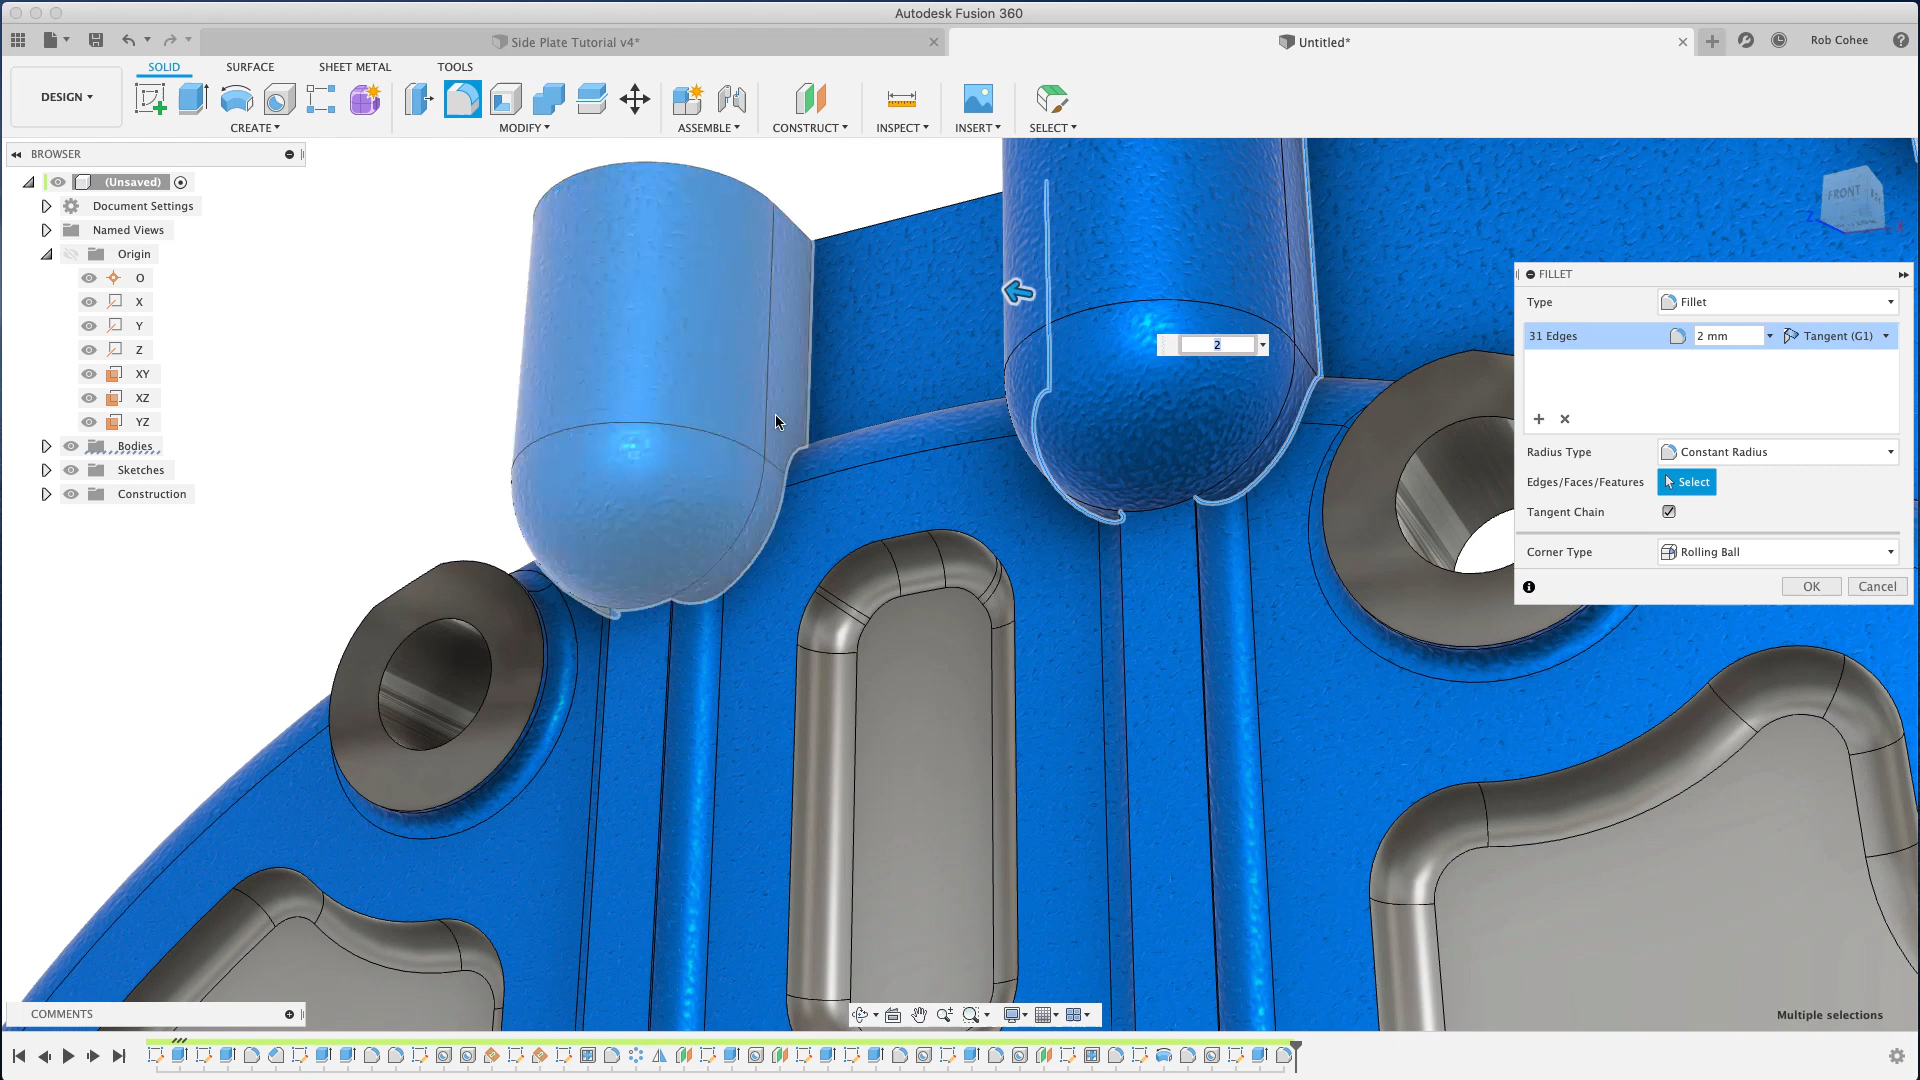 Autodesk Fusion 360
Side Plate Tutorial v4*
Untitled*
Rob Cohee
DESIGN
SOLID
SURFACE
SHEET METAL
TOOLS
CREATE
MODIFY
ASSEMBLE
CONSTRUCT
INSPECT
INSERT
SELECT
BROWSER
(Unsaved)
Document Settings
Named Views
Origin
O
X
Y
Z
XY
XZ
YZ
Bodies
Sketches
Construction
FRONT
Z
X
2
FILLET
Type
Fillet
31 Edges
2 mm
Tangent (G1)
Radius Type
Constant Radius
Edges/Faces/Features
Select
Tangent Chain
Corner Type
Rolling Ball
OK
Cancel
COMMENTS
Multiple selections